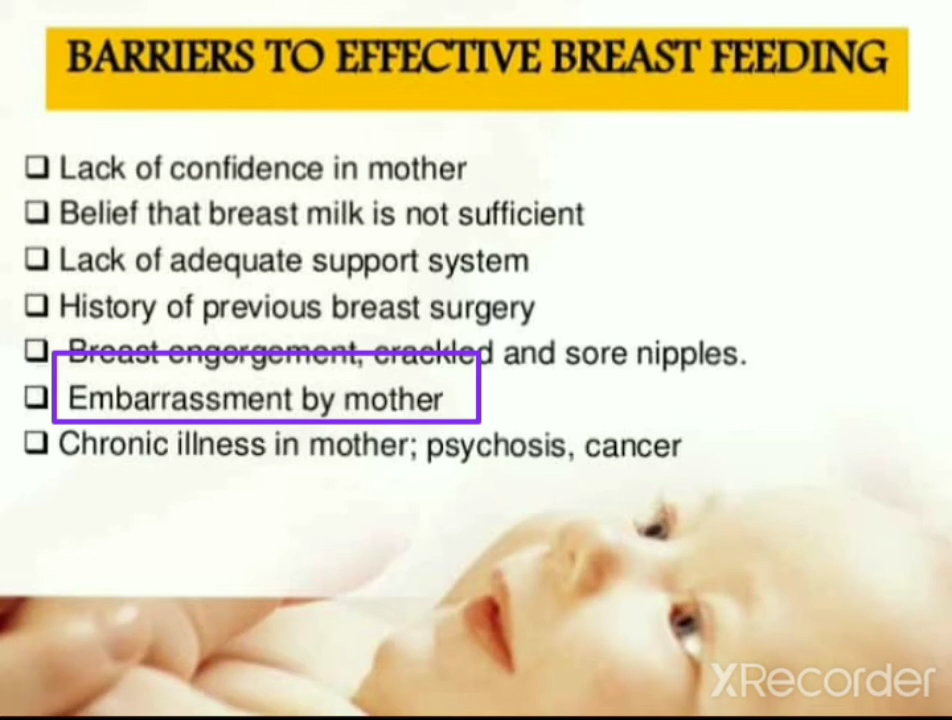 BARRIERS TO EFFECTIVE BREAST FEEDING
Lack of confidence in mother
Belief that breast milk is not sufficient
Lack of adequate support system
History of previous breast surgery
Breast engorgement, crackled and sore nipples.
Embarrassment by mother
Chronic illness in mother; psychosis, cancer
XRecorder